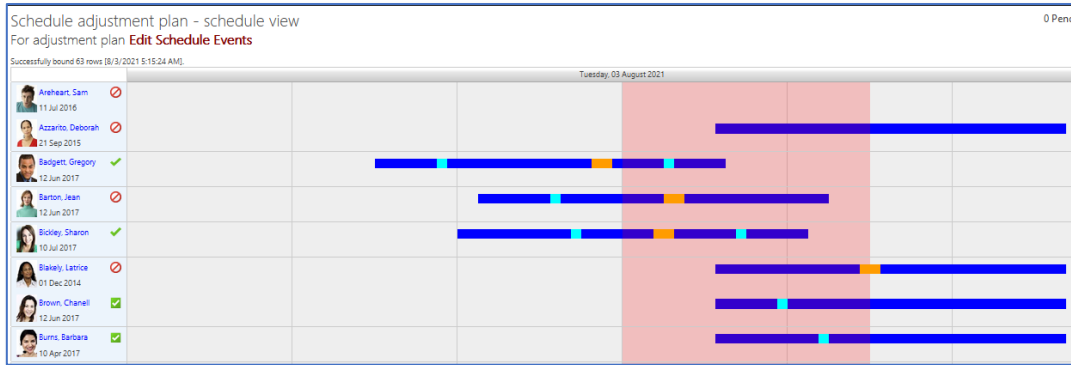 Schedule adjustment plan - schedule view
0 Pend
For adjustment plan Edit Schedule Events
Successfully bound 63 rows [8/3/2021 5:15:24 AM].
Tuesday, 03 August 2021
Areheart, Sam
11 Jul 2016
Azzarito, Deborah
21 Sep 2015
Badgett, Gregory
12 Jun 2017
Barton, Jean
12 Jun 2017
Bickley, Sharon
10 Jul 2017
Blakely, Latrice
01 Dec 2014
Brown, Chanell
12 Jun 2017
Burns, Barbara
10 Apr 2017